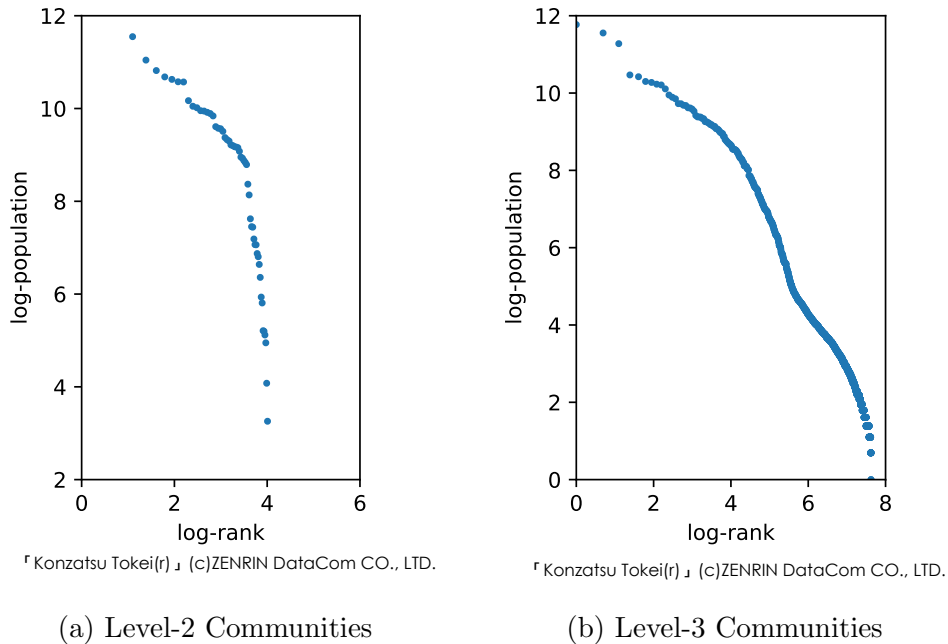 12
10
8
6
4
2
0
2
4
6
log-population
log-rank
「Konzatsu Tokei(r)」(c)ZENRIN DataCom CO., LTD.
(a) Level-2 Communities
12
10
8
6
4
2
0
0
2
4
6
8
log-population
log-rank
「Konzatsu Tokei(r)」(c)ZENRIN DataCom CO., LTD.
(b) Level-3 Communities